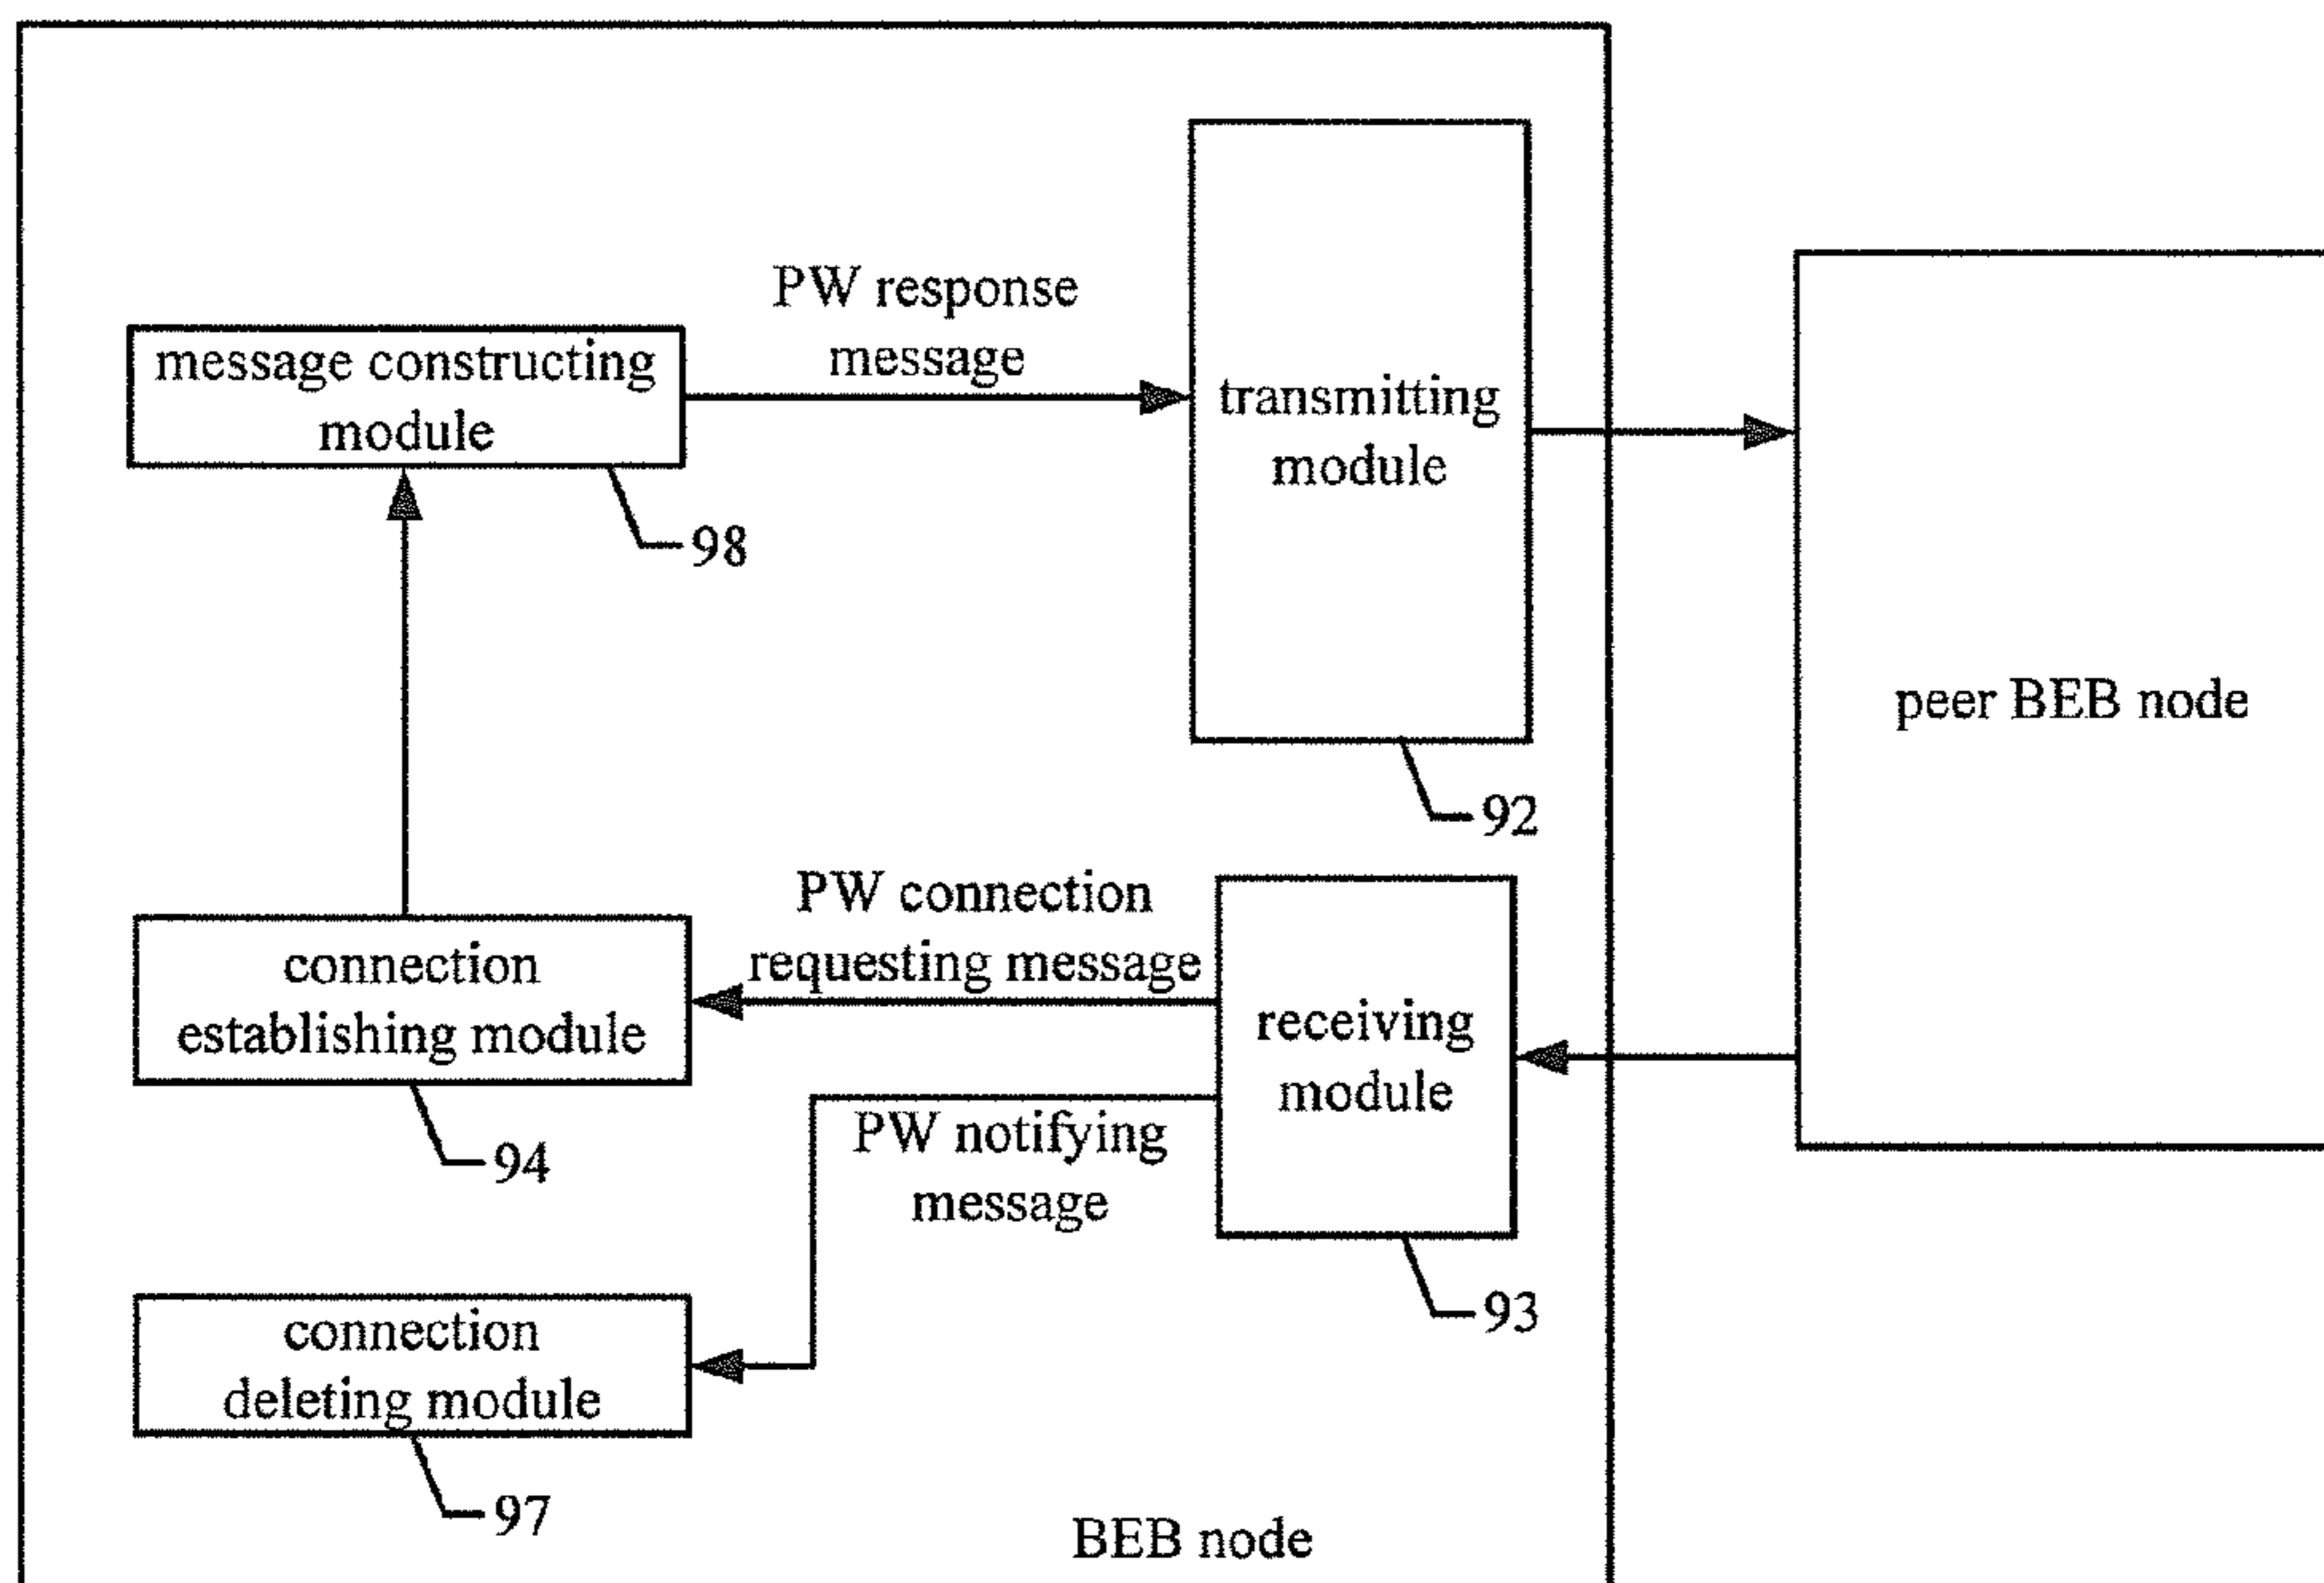 PW response
message
message constructing
module
transmitting
module
98
peer BEB node
92
PW connection
requesting message
connection
establishing module
receiving
module
PW notifying
message
94
93
connection
deleting module
97
BEB node